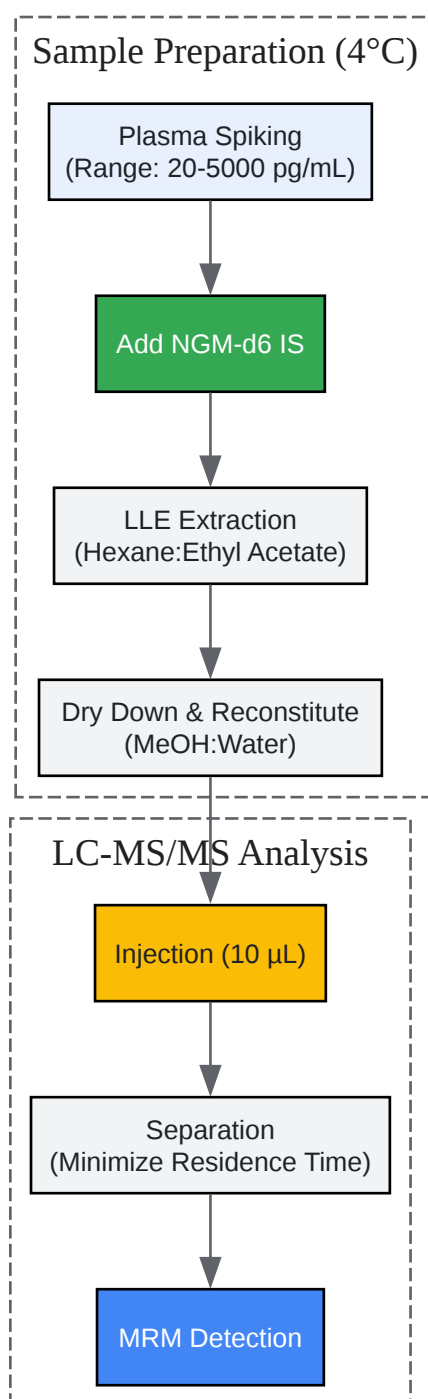 Sample Preparation (4°C)
Plasma Spiking
(Range: 20-5000 pg/mL)
Add NGM-d6 IS
LLE Extraction
(Hexane:Ethyl Acetate)
Dry Down & Reconstitute
(MeOH:Water)
LC-MS/MS Analysis
Injection (10 µL)
Separation
(Minimize Residence Time)
MRM Detection